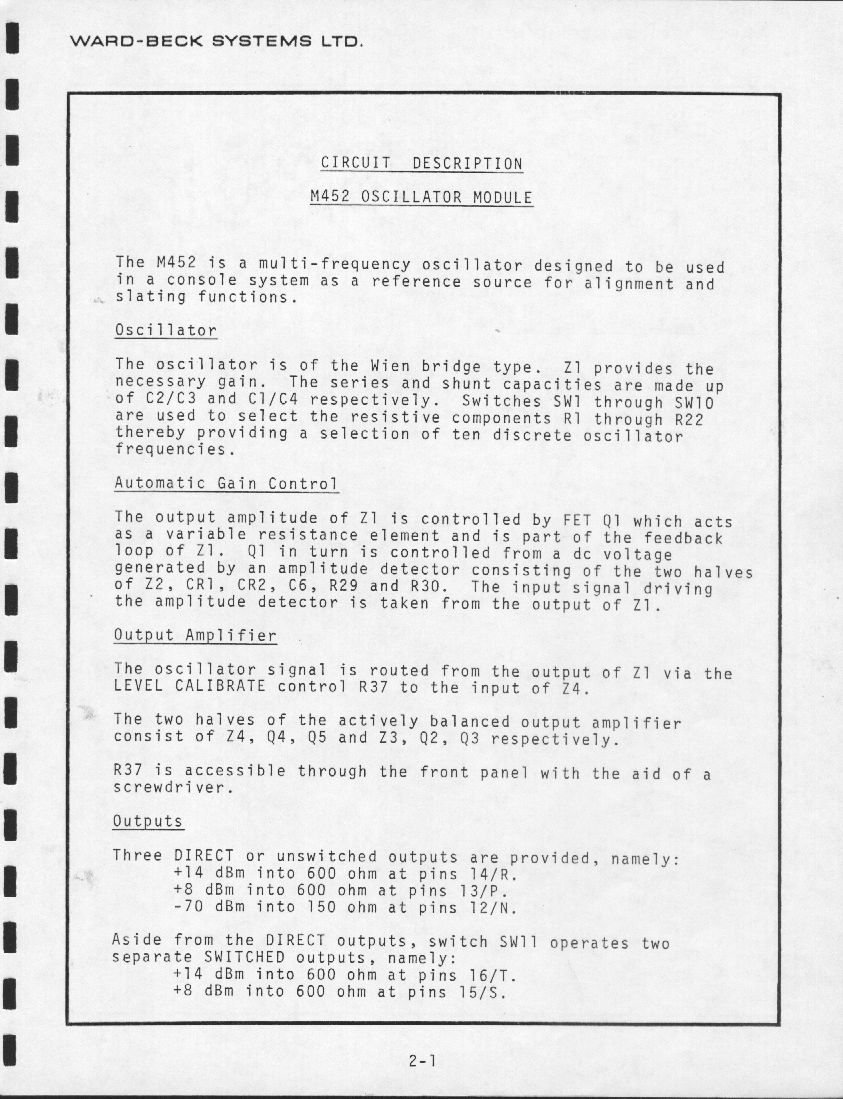 WARD-BECK SYSTEMS LTD.
CIRCUIT DESCRIPTION
M452 OSCILLATOR MODULE
The M452 is a multi-frequency oscillator designed to be used
in a console system as a reference source for alignment and
slating functions.
Oscillator
The oscillator is of the Wien bridge type. Z1 provides the
necessary gain. The series and shunt capacities are made up
of C2/C3 and C1/C4 respectively. Switches SW1 through SW10
are used to select the resistive components R1 through R22
thereby providing a selection of ten discrete oscillator
frequencies.
Automatic Gain Control
The output amplitude of Z1 is controlled by FET Q1 which acts
as a variable resistance element and is part of the feedback
loop of Z1. Q1 in turn is controlled from a dc voltage
generated by an amplitude detector consisting of the two halves
of Z2, CR1, CR2, C6, R29 and R30. The input signal driving
the amplitude detector is taken from the output of Z1.
Output Amplifier
The oscillator signal is routed from the output of Z1 via the
LEVEL CALIBRATE control R37 to the input of Z4.
The two halves of the actively balanced output amplifier
consist of Z4, Q4, Q5 and Z3, Q2, Q3 respectively.
R37 is accessible through the front panel with the aid of a
screwdriver.
Outputs
Three DIRECT or unswitched outputs are provided, namely:
+14 dBm into 600 ohm at pins 14/R.
+8 dBm into 600 ohm at pins 13/P.
-70 dBm into 150 ohm at pins 12/N.
Aside from the DIRECT outputs, switch SW11 operates two
separate SWITCHED outputs, namely:
+14 dBm into 600 ohm at pins 16/T.
+8 dBm into 600 ohm at pins 15/S.
2-1